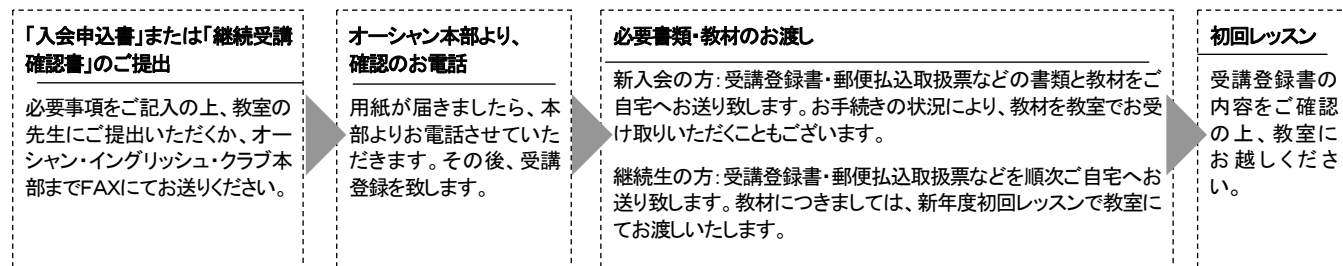 「入会申込書」または「継続受講
確認書」のご提出
必要事項をご記入の上、教室の
先生にご提出いただくか、オー
シャン・イングリッシュ・クラブ本
部までFAXにてお送りください。
オーシャン本部より、
確認のお電話
用紙が届きましたら、本
部よりお電話させていた
だきます。その後、受講
登録を致します。
必要書類・教材のお渡し
新入会の方：受講登録書・郵便払込取扱票などの書類と教材をご
自宅へお送り致します。お手続きの状況により、教材を教室でお受
け取りいただくこともございます。
継続生の方：受講登録書・郵便払込取扱票などを順次ご自宅へお
送り致します。教材につきましては、新年度初回レッスンで教室に
てお渡しいたします。
初回レッスン
受講登録書の
内容をご確認
の上、教室に
お越しくださ
い。